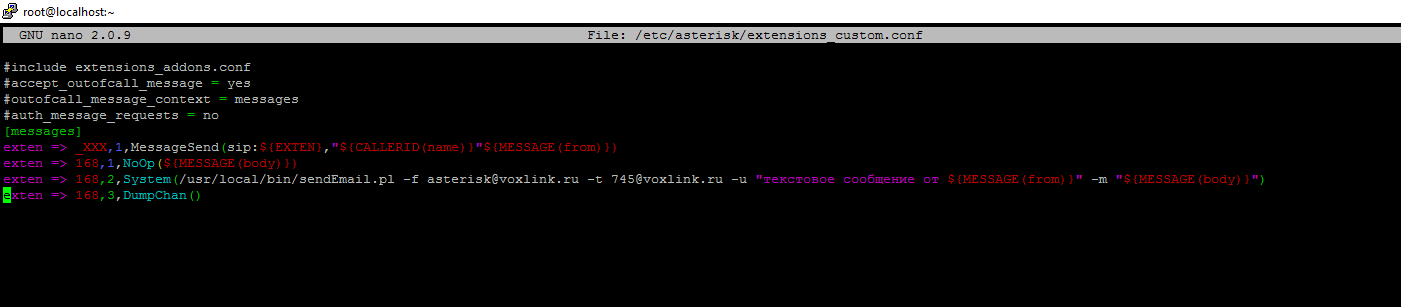 root@localhost:~
GNU nano 2.0.9 File: /etc/asterisk/extensions_custom.conf
#include extensions_addons.conf
#accept_outofcall_message = yes
#outofcall_message_context = messages
#auth_message_requests = no
[messages]
exten => _XXX,1,MessageSend(sip:${EXTEN},"${CALLERID(name)}"${MESSAGE(from)})
exten => 168,1,NoOp(${MESSAGE(body)})
exten => 168,2,System(/usr/local/bin/sendEmail.pl -f asterisk@voxlink.ru -t 745@voxlink.ru -u "текстовое сообщение от ${MESSAGE(from)}" -m "${MESSAGE(body)}")
exten => 168,3,DumpChan()